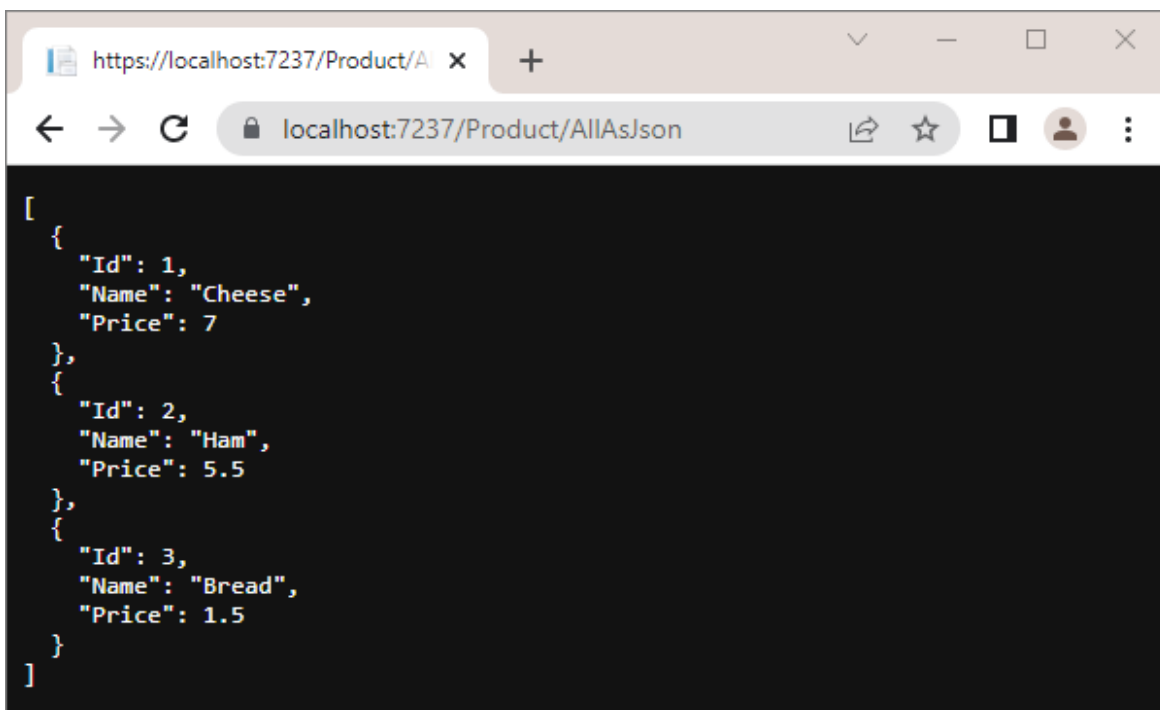 https://localhost:7237/Product/A
localhost:7237/Product/AllAsJson
[
  {
    "Id": 1,
    "Name": "Cheese",
    "Price": 7
  },
  {
    "Id": 2,
    "Name": "Ham",
    "Price": 5.5
  },
  {
    "Id": 3,
    "Name": "Bread",
    "Price": 1.5
  }
]